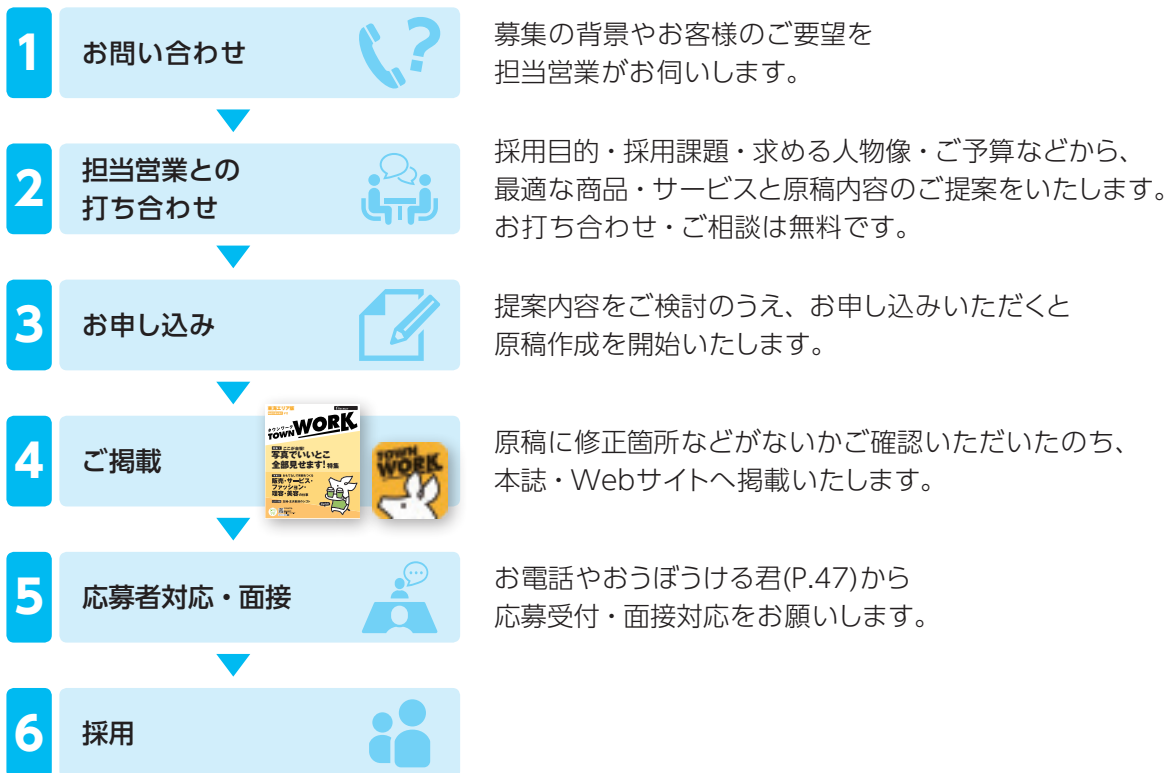 1
お問い合わせ
?
募集の背景やお客様のご要望を
担当営業がお伺いします。
2
担当営業との
打ち合わせ
採用目的・採用課題・求める人物像・ご予算などから、
最適な商品・サービスと原稿内容のご提案をいたします。
お打ち合わせ・ご相談は無料です。
3
お申し込み
提案内容をご検討のうえ、お申し込みいただくと
原稿作成を開始いたします。
4
ご掲載
タウンワーク
TOWN WORK
写真でいいとこ
全部見せます!特集
販売・サービス・
ファッション・
理容・美容
TOWN
WORK
原稿に修正箇所などがないかご確認いただいたのち、
本誌・Webサイトへ掲載いたします。
5
応募者対応・面接
お電話やおうぼうける君(P.47)から
応募受付・面接対応をお願いします。
6
採用